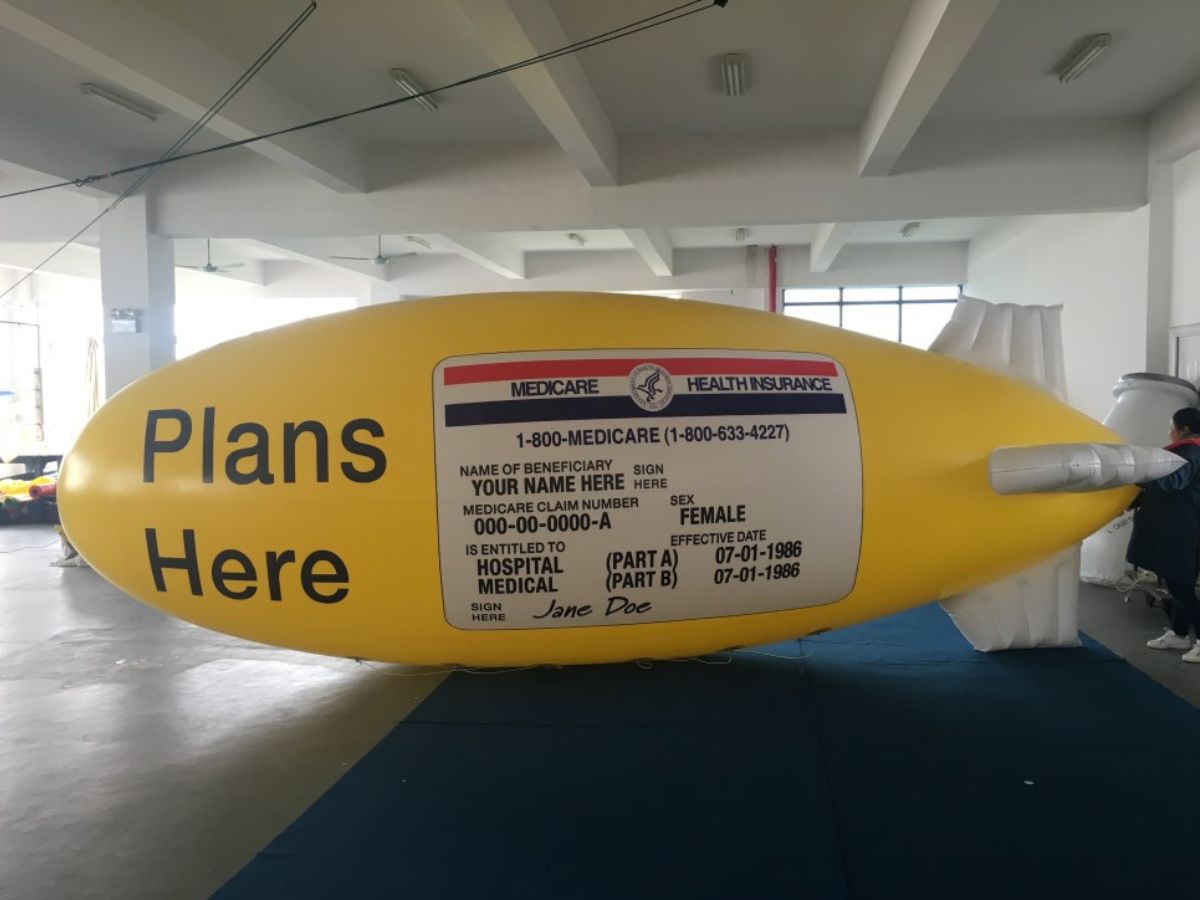 Plans
Here
MEDICARE HEALTH INSURANCE
1-800-MEDICARE (1-800-633-4227)
NAME OF BENEFICIARY SIGN
YOUR NAME HERE HERE
MEDICARE CLAIM NUMBER SEX
000-00-0000-A FEMALE
IS ENTITLED TO EFFECTIVE DATE
HOSPITAL (PART A) 07-01-1986
MEDICAL (PART B) 07-01-1986
SIGN
HERE Jane Doe